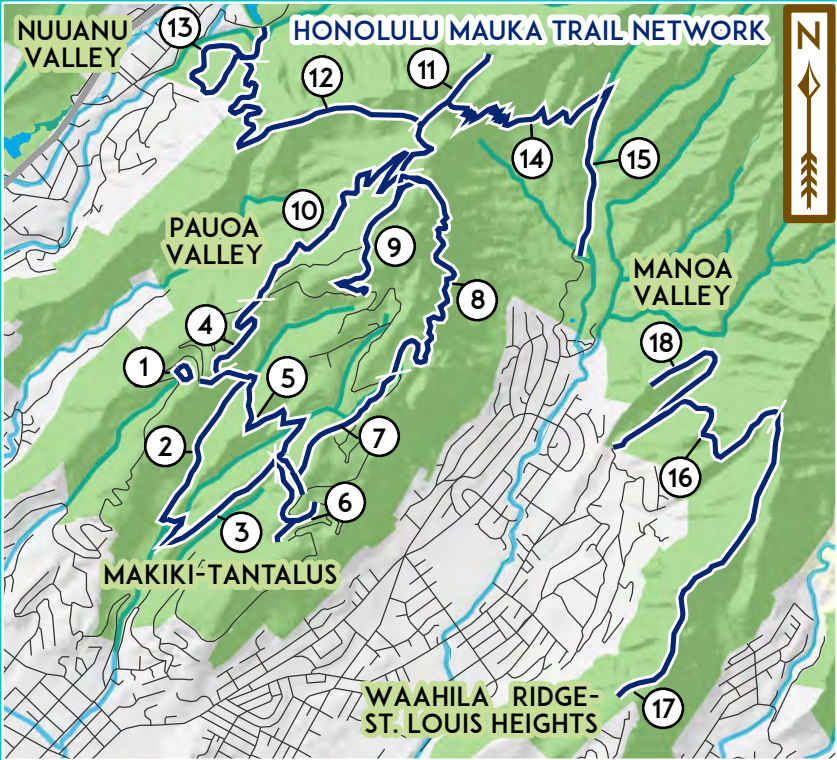 NUUANU
VALLEY
13
HONOLULU MAUKA TRAIL NETWORK
N
12
11
14
15
10
PAUOA
VALLEY
9
MANOA
VALLEY
8
4
18
1
5
2
7
16
6
3
MAKIKI-TANTALUS
WAAHILA RIDGE-
ST. LOUIS HEIGHTS
17